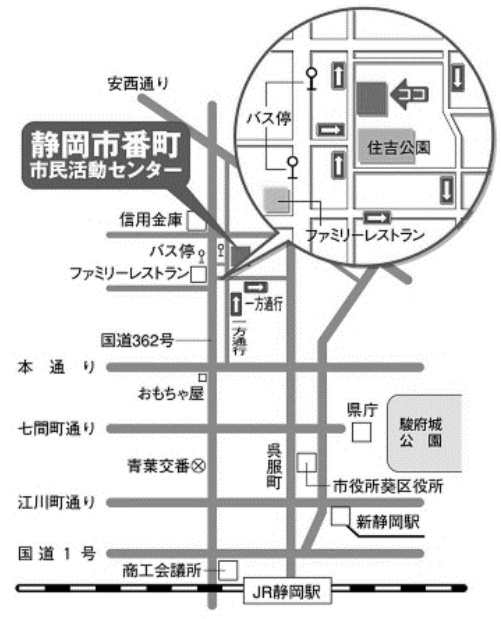 安西通り
静岡市番町
市民活動センター
バス停
住吉公園
ファミリーレストラン
信用金庫
バス停
ファミリーレストラン
一方通行
一方通行
国道362号
本通り
おもちゃ屋
七間町通り
県庁
駿府城
公園
呉服町
青葉交番
市役所葵区役所
江川町通り
新静岡駅
国道1号
商工会議所
JR静岡駅